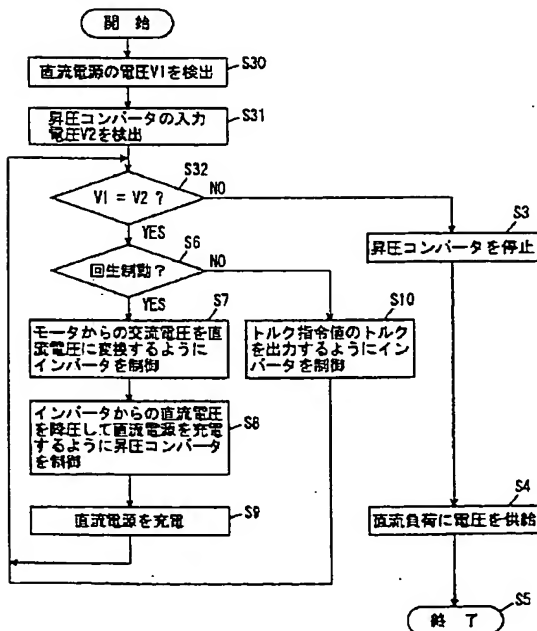 開 始
直流電源の電圧V1を検出
S30
昇圧コンバータの入力
電圧V2を検出
S31
S32
V1 = V2 ?
NO
YES
S3
昇圧コンバータを停止
S6
回生制動?
NO
YES
S7
モータからの交流電圧を直
流電圧に変換するように
インバータを制御
S10
トルク指令値のトルク
を出力するようにイン
バータを制御
インバータからの直流電圧
を降圧して直流電源を充電
するように昇圧コンバータ
を制御
S8
直流電源を充電
S9
S4
直流負荷に電圧を供給
S5
終 了